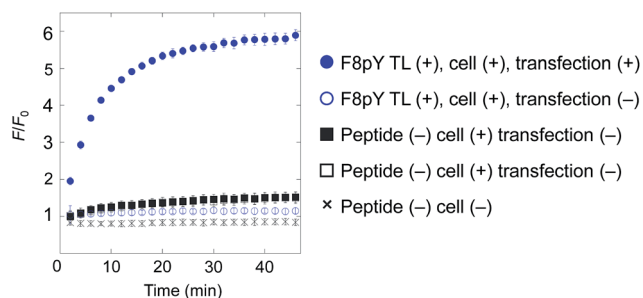 6
5
4
3
2
1
F/F₀
0
10
20
30
40
Time (min)
F8pY TL (+), cell (+), transfection (+)
F8pY TL (+), cell (+), transfection (–)
Peptide (–) cell (+) transfection (–)
Peptide (–) cell (+) transfection (–)
Peptide (–) cell (–)